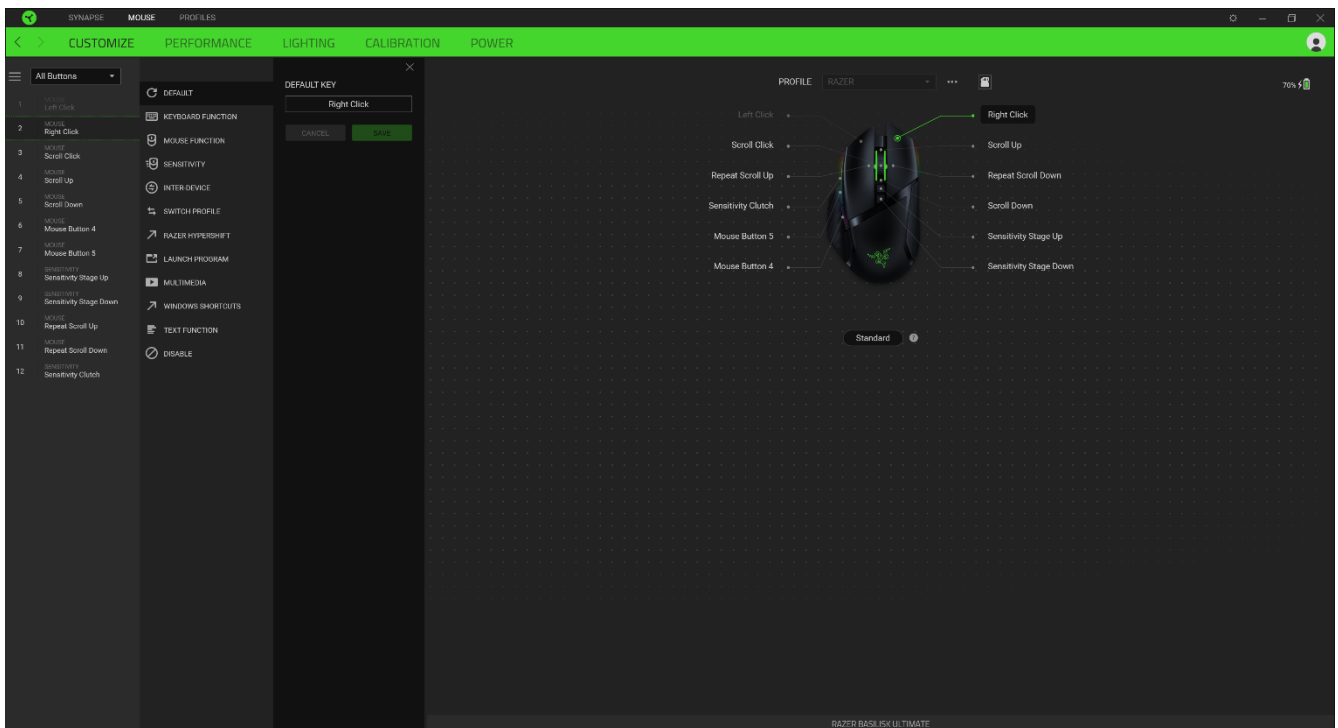 SYNAPSE MOUSE PROFILES
CUSTOMIZE PERFORMANCE LIGHTING CALIBRATION POWER
All Buttons
1 MOUSE
Left Click
2 MOUSE
Right Click
3 MOUSE
Scroll Click
4 MOUSE
Scroll Up
5 MOUSE
Scroll Down
6 MOUSE
Mouse Button 4
7 MOUSE
Mouse Button 5
8 SENSITIVITY
Sensitivity Stage Up
9 SENSITIVITY
Sensitivity Stage Down
10 MOUSE
Repeat Scroll Up
11 MOUSE
Repeat Scroll Down
12 SENSITIVITY
Sensitivity Clutch
DEFAULT
KEYBOARD FUNCTION
MOUSE FUNCTION
SENSITIVITY
INTER-DEVICE
SWITCH PROFILE
RAZER HYPERSHIFT
LAUNCH PROGRAM
MULTIMEDIA
WINDOWS SHORTCUTS
TEXT FUNCTION
DISABLE
DEFAULT KEY
Right Click
CANCEL SAVE
PROFILE RAZER
70%
Left Click
Scroll Click
Repeat Scroll Up
Sensitivity Clutch
Mouse Button 5
Mouse Button 4
Right Click
Scroll Up
Repeat Scroll Down
Scroll Down
Sensitivity Stage Up
Sensitivity Stage Down
Standard
RAZER BASILISK ULTIMATE